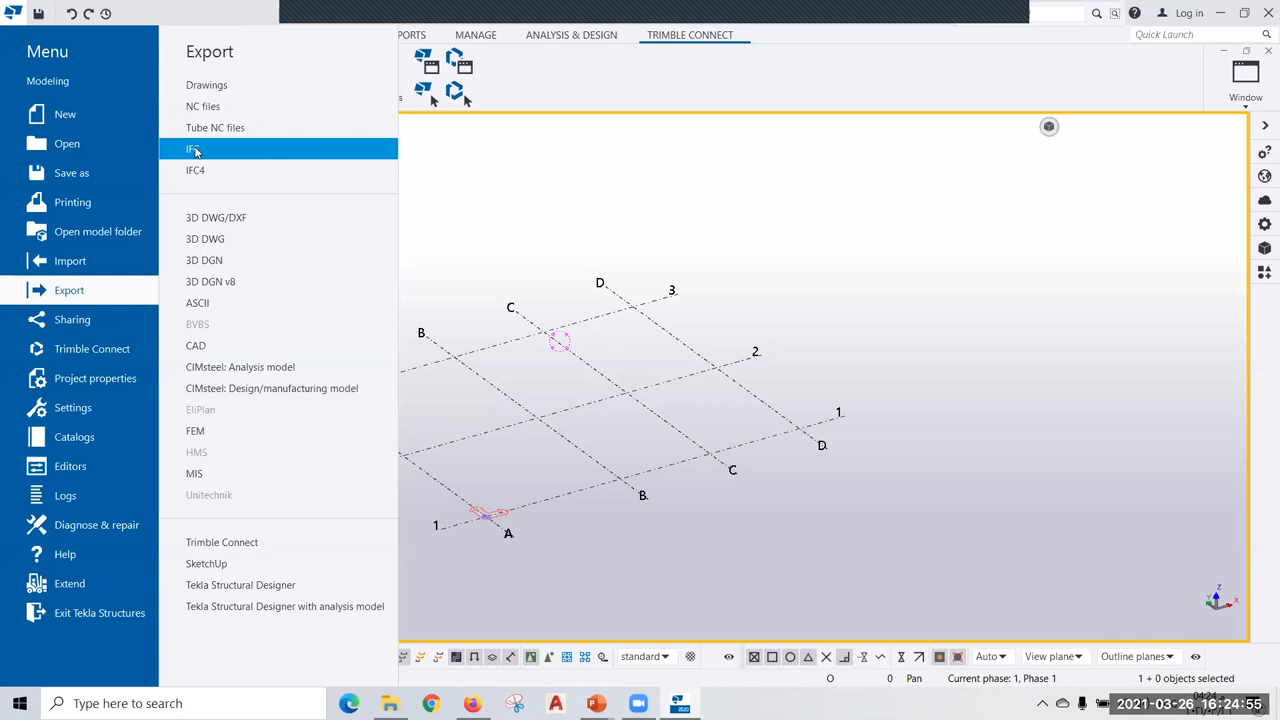 Log in
PORTS MANAGE ANALYSIS & DESIGN TRIMBLE CONNECT
Quick Launch
Window
Menu
Modeling
New
Open
Save as
Printing
Open model folder
Import
Export
Sharing
Trimble Connect
Project properties
Settings
Catalogs
Editors
Logs
Diagnose & repair
Help
Extend
Exit Tekla Structures
Export
Drawings
NC files
Tube NC files
IFC
IFC4
3D DWG/DXF
3D DWG
3D DGN
3D DGN v8
ASCII
BVBS
CAD
CIMsteel: Analysis model
CIMsteel: Design/manufacturing model
EliPlan
FEM
HMS
MIS
Unitechnik
Trimble Connect
SketchUp
Tekla Structural Designer
Tekla Structural Designer with analysis model
D
3
C
B
2
1
D
C
B
1
A
Z
Y
X
standard
Auto
View plane
Outline planes
O 0 Pan Current phase: 1, Phase 1 1 + 0 objects selected
Type here to search
2020
2021-03-26 16:24:55